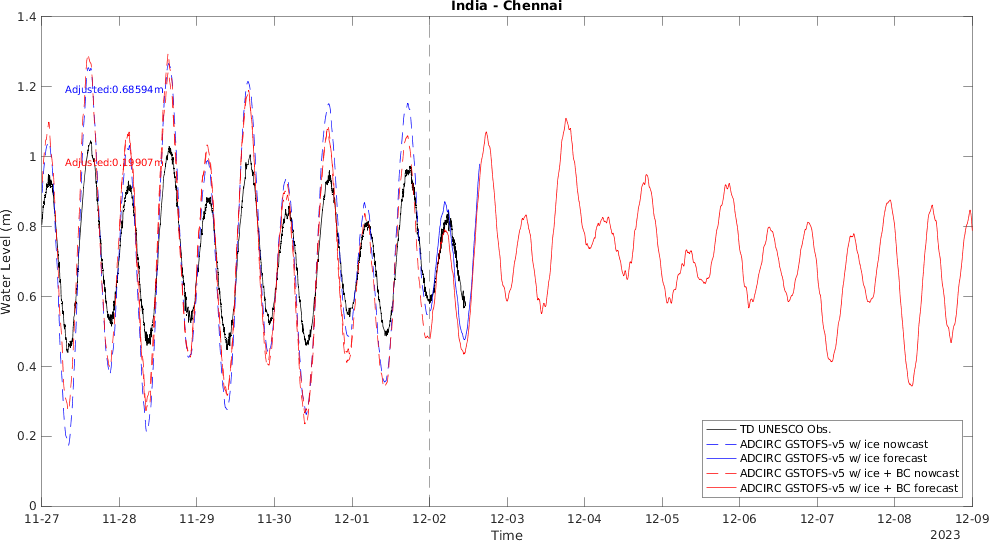 India - Chennai
1.4
1.2
1
0.8
0.6
0.4
0.2
0
Water Level (m)
Adjusted:0.68594m
Adjusted:0.19907m
TD UNESCO Obs.
ADCIRC GSTOFS-v5 w/ ice nowcast
ADCIRC GSTOFS-v5 w/ ice forecast
ADCIRC GSTOFS-v5 w/ ice + BC nowcast
ADCIRC GSTOFS-v5 w/ ice + BC forecast
11-27 11-28 11-29 11-30 12-01 12-02 12-03 12-04 12-05 12-06 12-07 12-08 12-09
Time
2023